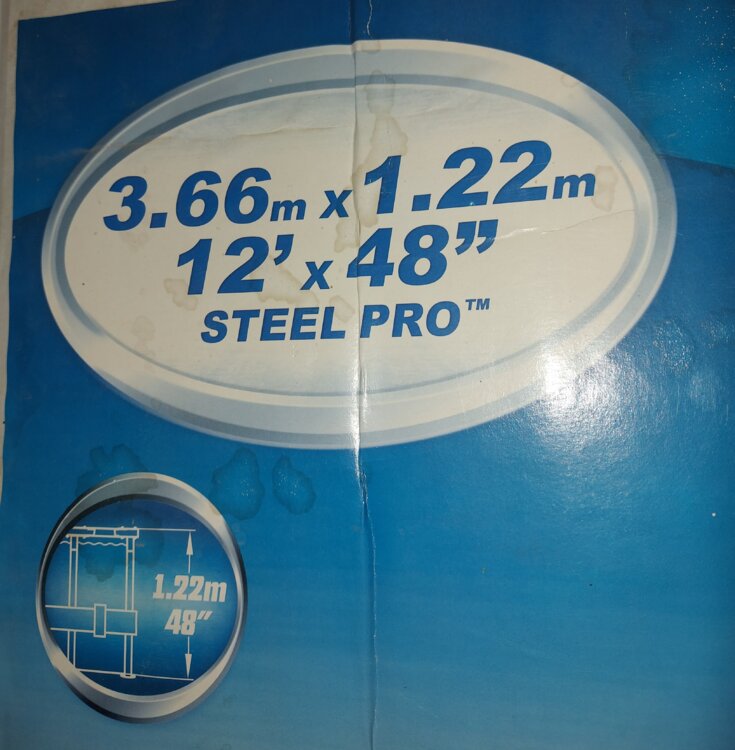 3.66m x 1.22m
12’ x 48”
STEEL PRO™
1.22m
48"